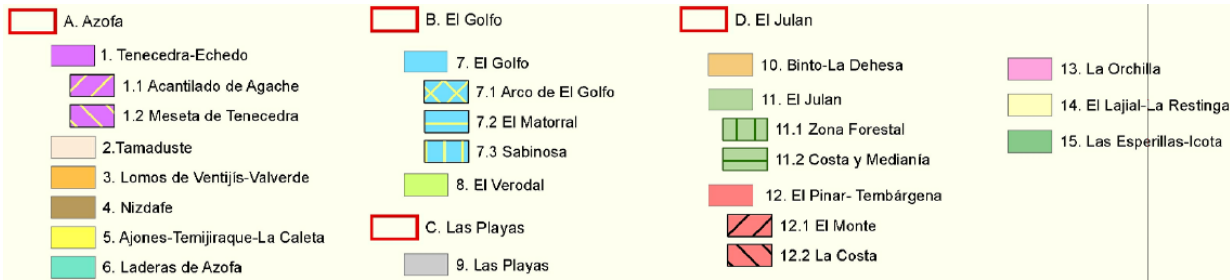 A. Azofa
1. Tenecedra-Echedo
1.1 Acantilado de Agache
1.2 Meseta de Tenecedra
2.Tamaduste
3. Lomos de Ventijís-Valverde
4. Nizdafe
5. Ajones-Temijiraque-La Caleta
6. Laderas de Azofa
B. El Golfo
7. El Golfo
7.1 Arco de El Golfo
7.2 El Matorral
7.3 Sabinosa
8. El Verodal
C. Las Playas
9. Las Playas
D. El Julan
10. Binto-La Dehesa
11. El Julan
11.1 Zona Forestal
11.2 Costa y Medianía
12. El Pinar- Tembárgena
12.1 El Monte
12.2 La Costa
13. La Orchilla
14. El Lajial-La Restinga
15. Las Esperillas-Icota